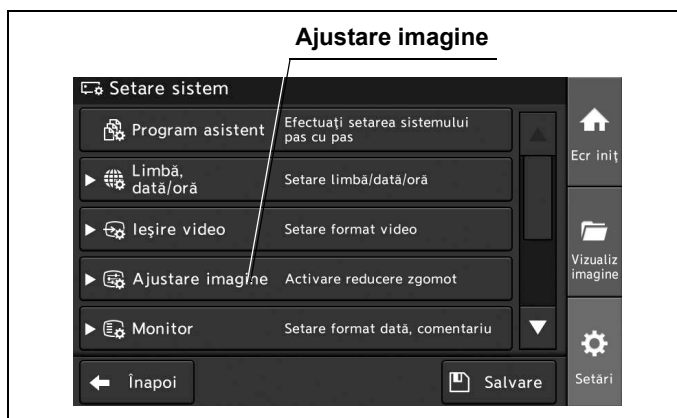 Ajustare imagine
Setare sistem
Program asistent
Efectuați setarea sistemului
pas cu pas
Limbă,
dată/oră
Setare limbă/dată/oră
Ieșire video
Setare format video
Ajustare imagine
Activare reducere zgomot
Monitor
Setare format dată, comentariu
Înapoi
Salvare
Ecr iniț
Vizualiz
imagine
Setări